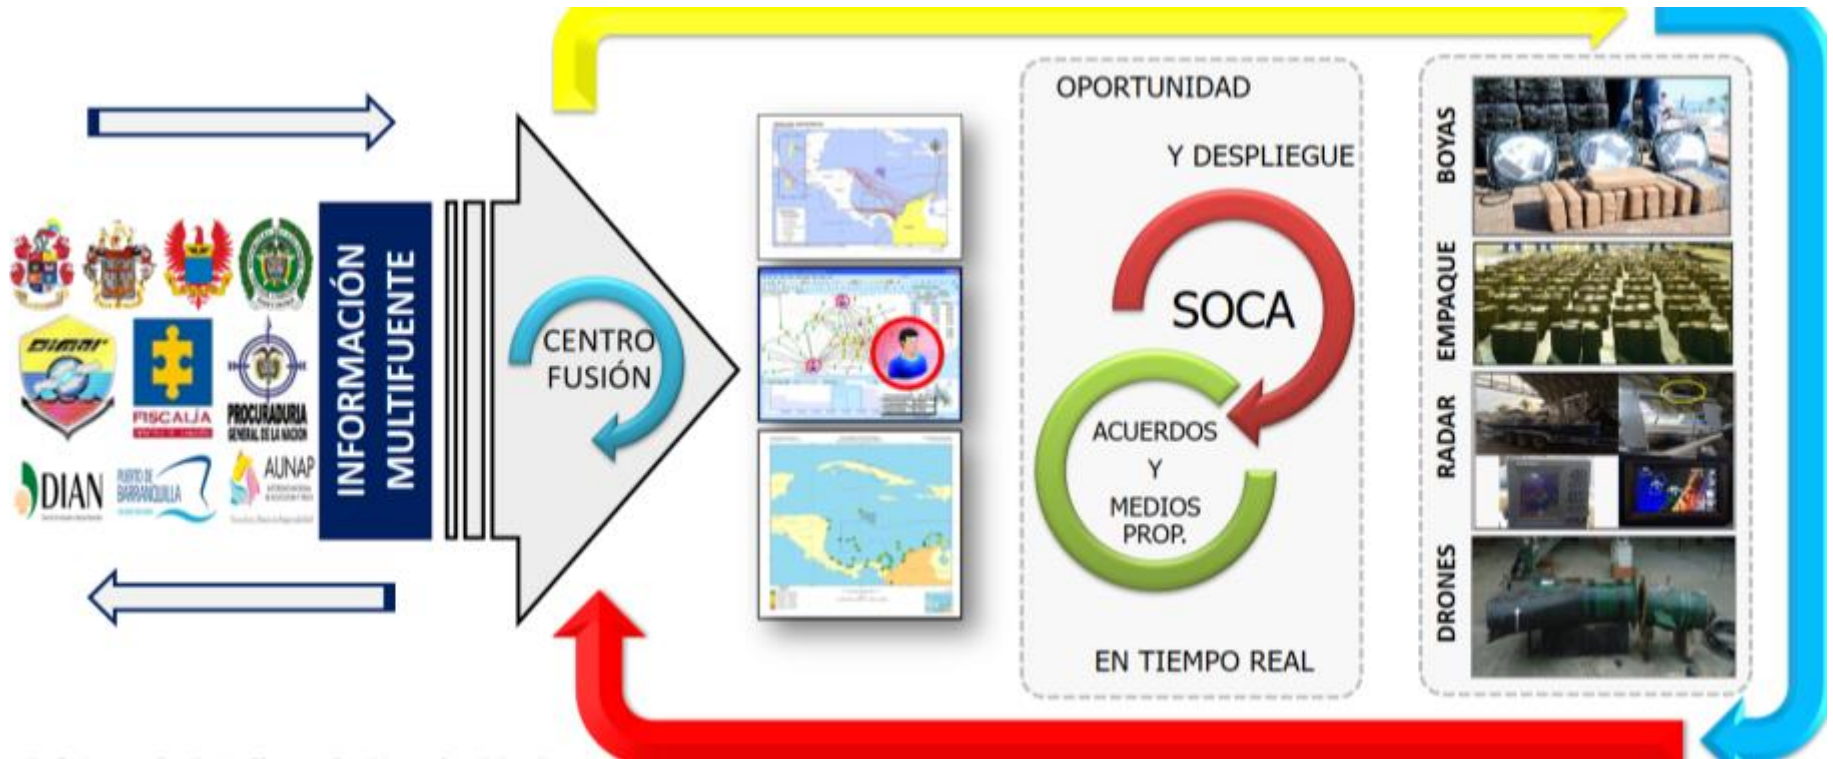 INFORMACIÓN
MULTIFUENTE
DIMAR
FISCALIA
PROCURADURIA
GENERAL DE LA NACION
DIAN
PUERTO DE
BARRANQUILLA
AUNAP
CENTRO
FUSIÓN
OPORTUNIDAD
Y DESPLIEGUE
SOCA
ACUERDOS
Y
MEDIOS
PROP.
EN TIEMPO REAL
BOYAS
EMPAQUE
RADAR
DRONES